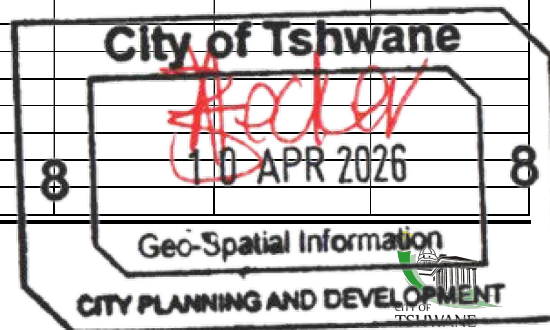 City of Tshwane
10 APR 2026
8 8
Geo-Spatial Information
CITY PLANNING AND DEVELOPMENT
CITY OF
TSHWANE